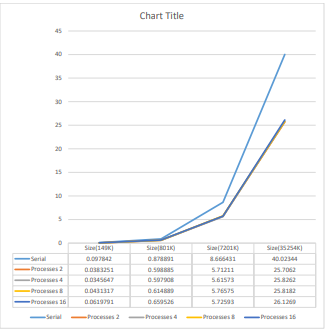 Chart Title
45
40
35
30
25
20
15
10
5
0
Size(149K) Size(801K) Size(7201K) Size(35254K)
Serial 0.097842 0.878891 8.666431 40.02344
Processes 2 0.0383251 0.598885 5.71211 25.7062
Processes 4 0.0345647 0.597908 5.61573 25.8262
Processes 8 0.0431317 0.614889 5.76575 25.8182
Processes 16 0.0619791 0.659526 5.72593 26.1269
Serial Processes 2 Processes 4 Processes 8 Processes 16